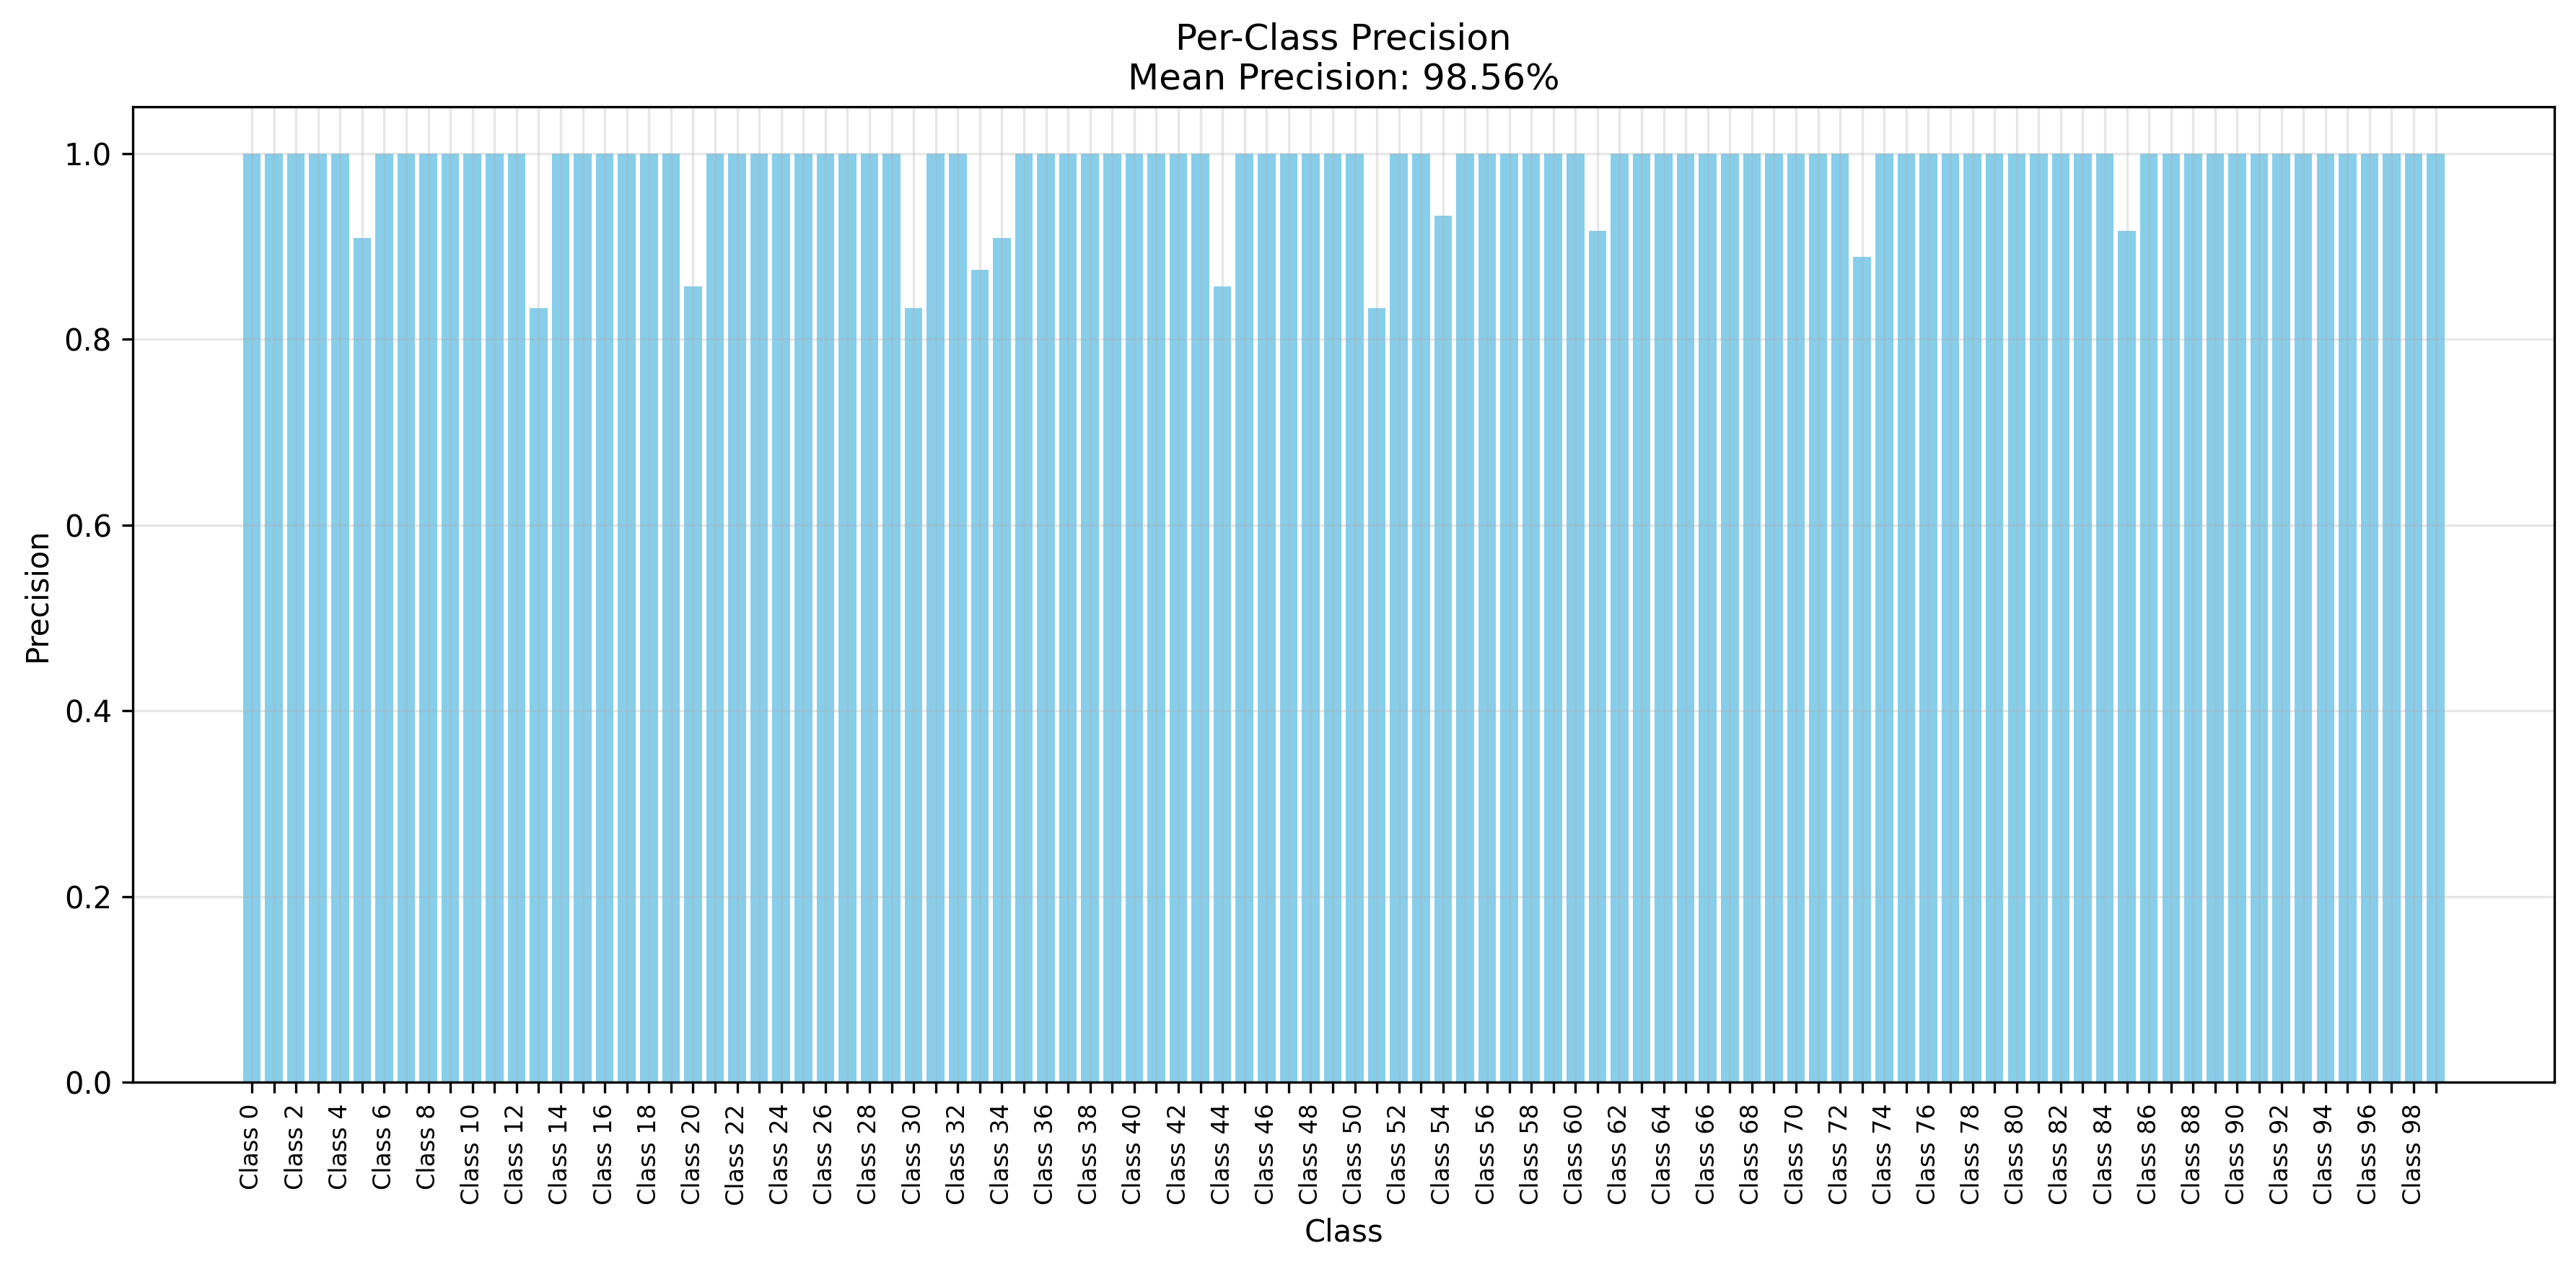 Per-Class Precision
Mean Precision: 98.56%
1.0
0.8
0.6
0.4
0.2
0.0
Precision
Class 0
Class 2
Class 4
Class 6
Class 8
Class 10
Class 12
Class 14
Class 16
Class 18
Class 20
Class 22
Class 24
Class 26
Class 28
Class 30
Class 32
Class 34
Class 36
Class 38
Class 40
Class 42
Class 44
Class 46
Class 48
Class 50
Class 52
Class 54
Class 56
Class 58
Class 60
Class 62
Class 64
Class 66
Class 68
Class 70
Class 72
Class 74
Class 76
Class 78
Class 80
Class 82
Class 84
Class 86
Class 88
Class 90
Class 92
Class 94
Class 96
Class 98
Class